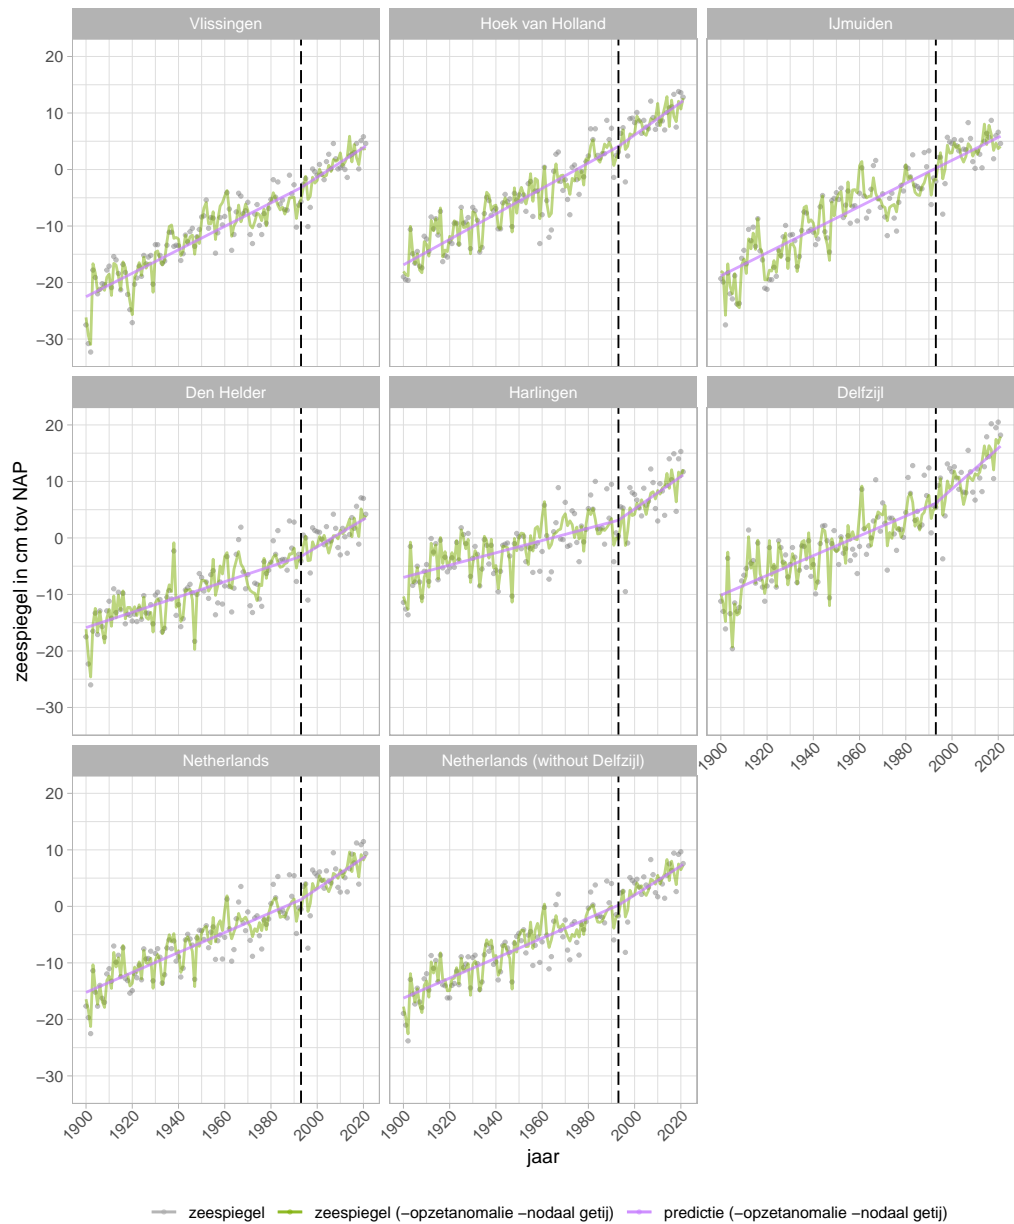 Vlissingen
Hoek van Holland
IJmuiden
20
10
0
−10
−20
−30
Den Helder
Harlingen
Delfzijl
20
10
0
−10
−20
−30
1900 1920 1940 1960 1980 2000 2020
Netherlands
Netherlands (without Delfzijl)
20
10
0
−10
−20
−30
1900 1920 1940 1960 1980 2000 2020
1900 1920 1940 1960 1980 2000 2020
zeespiegel in cm tov NAP
jaar
zeespiegel
zeespiegel (−opzetanomalie −nodaal getij)
predictie (−opzetanomalie −nodaal getij)